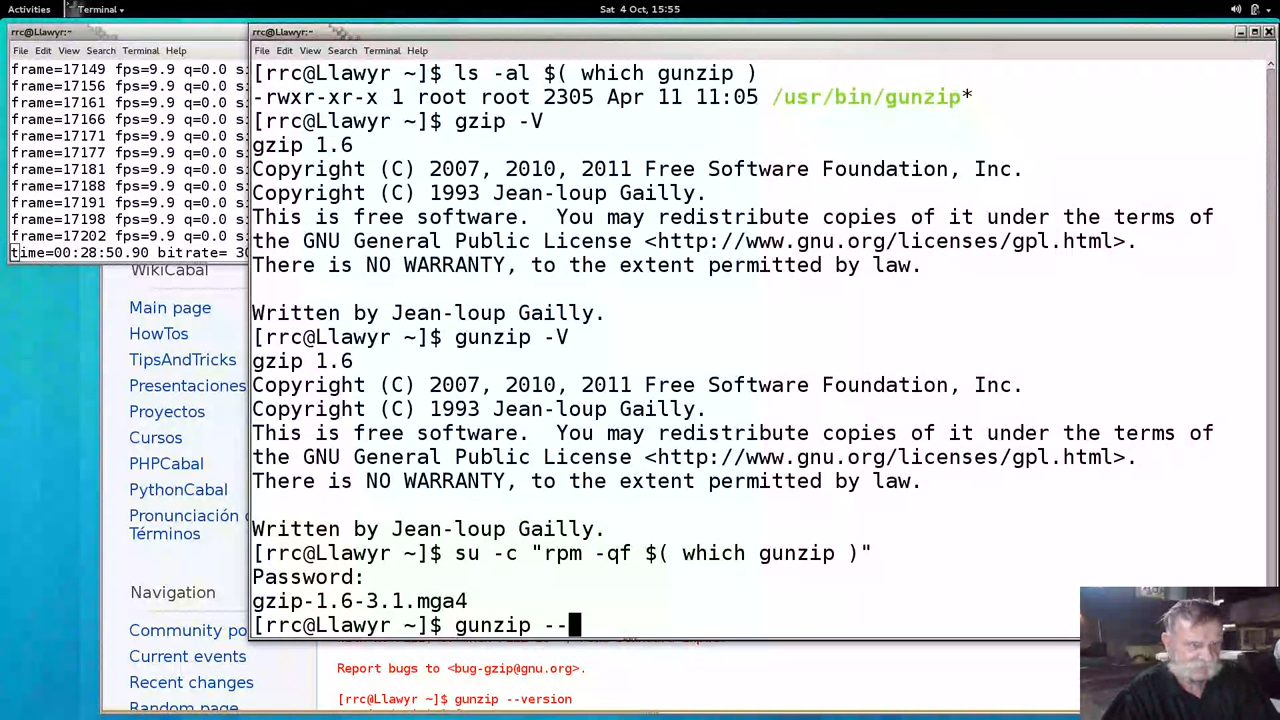 Activities
Terminal
Sat 4 Oct, 15:55
rrc@Llawyr:~
File Edit View Search Terminal Help
frame=17149 fps=9.9 q=0.0 si
frame=17156 fps=9.9 q=0.0 si
frame=17161 fps=9.9 q=0.0 si
frame=17166 fps=9.9 q=0.0 si
frame=17171 fps=9.9 q=0.0 si
frame=17177 fps=9.9 q=0.0 si
frame=17181 fps=9.9 q=0.0 si
frame=17188 fps=9.9 q=0.0 si
frame=17191 fps=9.9 q=0.0 si
frame=17198 fps=9.9 q=0.0 si
frame=17202 fps=9.9 q=0.0 si
time=00:28:50.90 bitrate= 30
rrc@Llawyr:~
File Edit View Search Terminal Help
[rrc@Llawyr ~]$ ls -al $( which gunzip )
-rwxr-xr-x 1 root root 2305 Apr 11 11:05 /usr/bin/gunzip*
[rrc@Llawyr ~]$ gzip -V
gzip 1.6
Copyright (C) 2007, 2010, 2011 Free Software Foundation, Inc.
Copyright (C) 1993 Jean-loup Gailly.
This is free software.  You may redistribute copies of it under the terms of
the GNU General Public License <http://www.gnu.org/licenses/gpl.html>.
There is NO WARRANTY, to the extent permitted by law.
Written by Jean-loup Gailly.
[rrc@Llawyr ~]$ gunzip -V
gzip 1.6
Copyright (C) 2007, 2010, 2011 Free Software Foundation, Inc.
Copyright (C) 1993 Jean-loup Gailly.
This is free software.  You may redistribute copies of it under the terms of
the GNU General Public License <http://www.gnu.org/licenses/gpl.html>.
There is NO WARRANTY, to the extent permitted by law.
Written by Jean-loup Gailly.
[rrc@Llawyr ~]$ su -c "rpm -qf $( which gunzip )"
Password:
gzip-1.6-3.1.mga4
[rrc@Llawyr ~]$ gunzip --
WikiCabal
Main page
HowTos
TipsAndTricks
Presentaciones
Proyectos
Cursos
PHPCabal
PythonCabal
Pronunciación d
Términos
Navigation
Community po
Current events
Recent changes
Random page
Report bugs to <bug-gzip@gnu.org>.
[rrc@Llawyr ~]$ gunzip --version